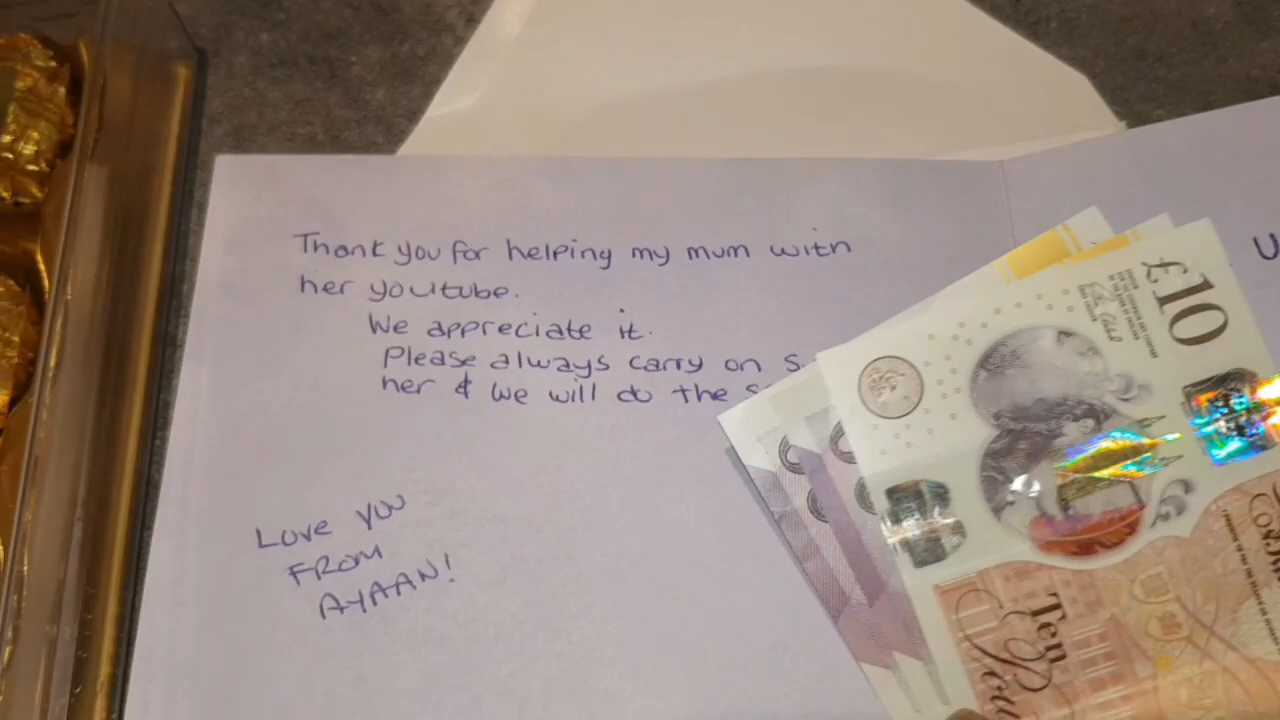 Thank you for helping my mum with
her youtube.
We appreciate it.
Please always carry on
her & we will do the
Love you
FROM
AYAAN!
£10
Ten